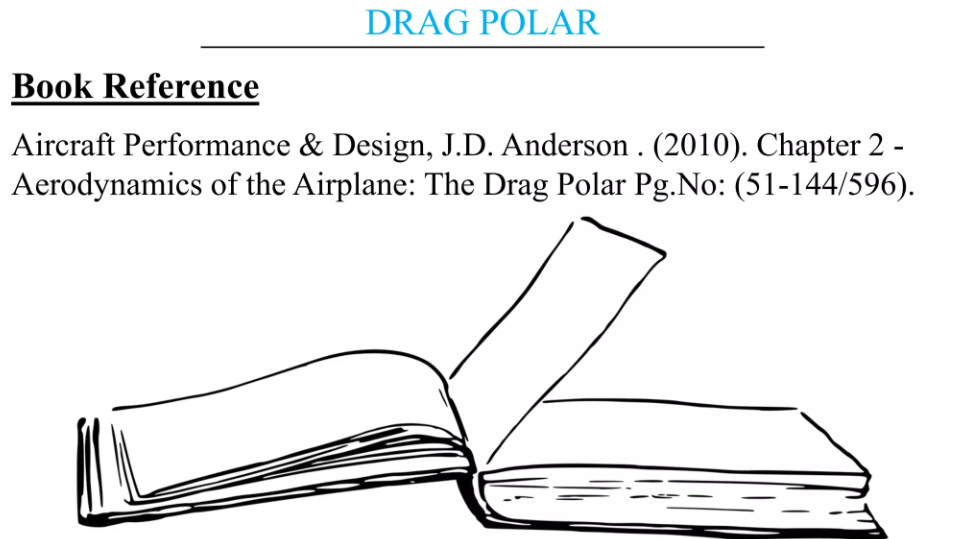 DRAG POLAR
Book Reference
Aircraft Performance & Design, J.D. Anderson . (2010). Chapter 2 -
Aerodynamics of the Airplane: The Drag Polar Pg.No: (51-144/596).